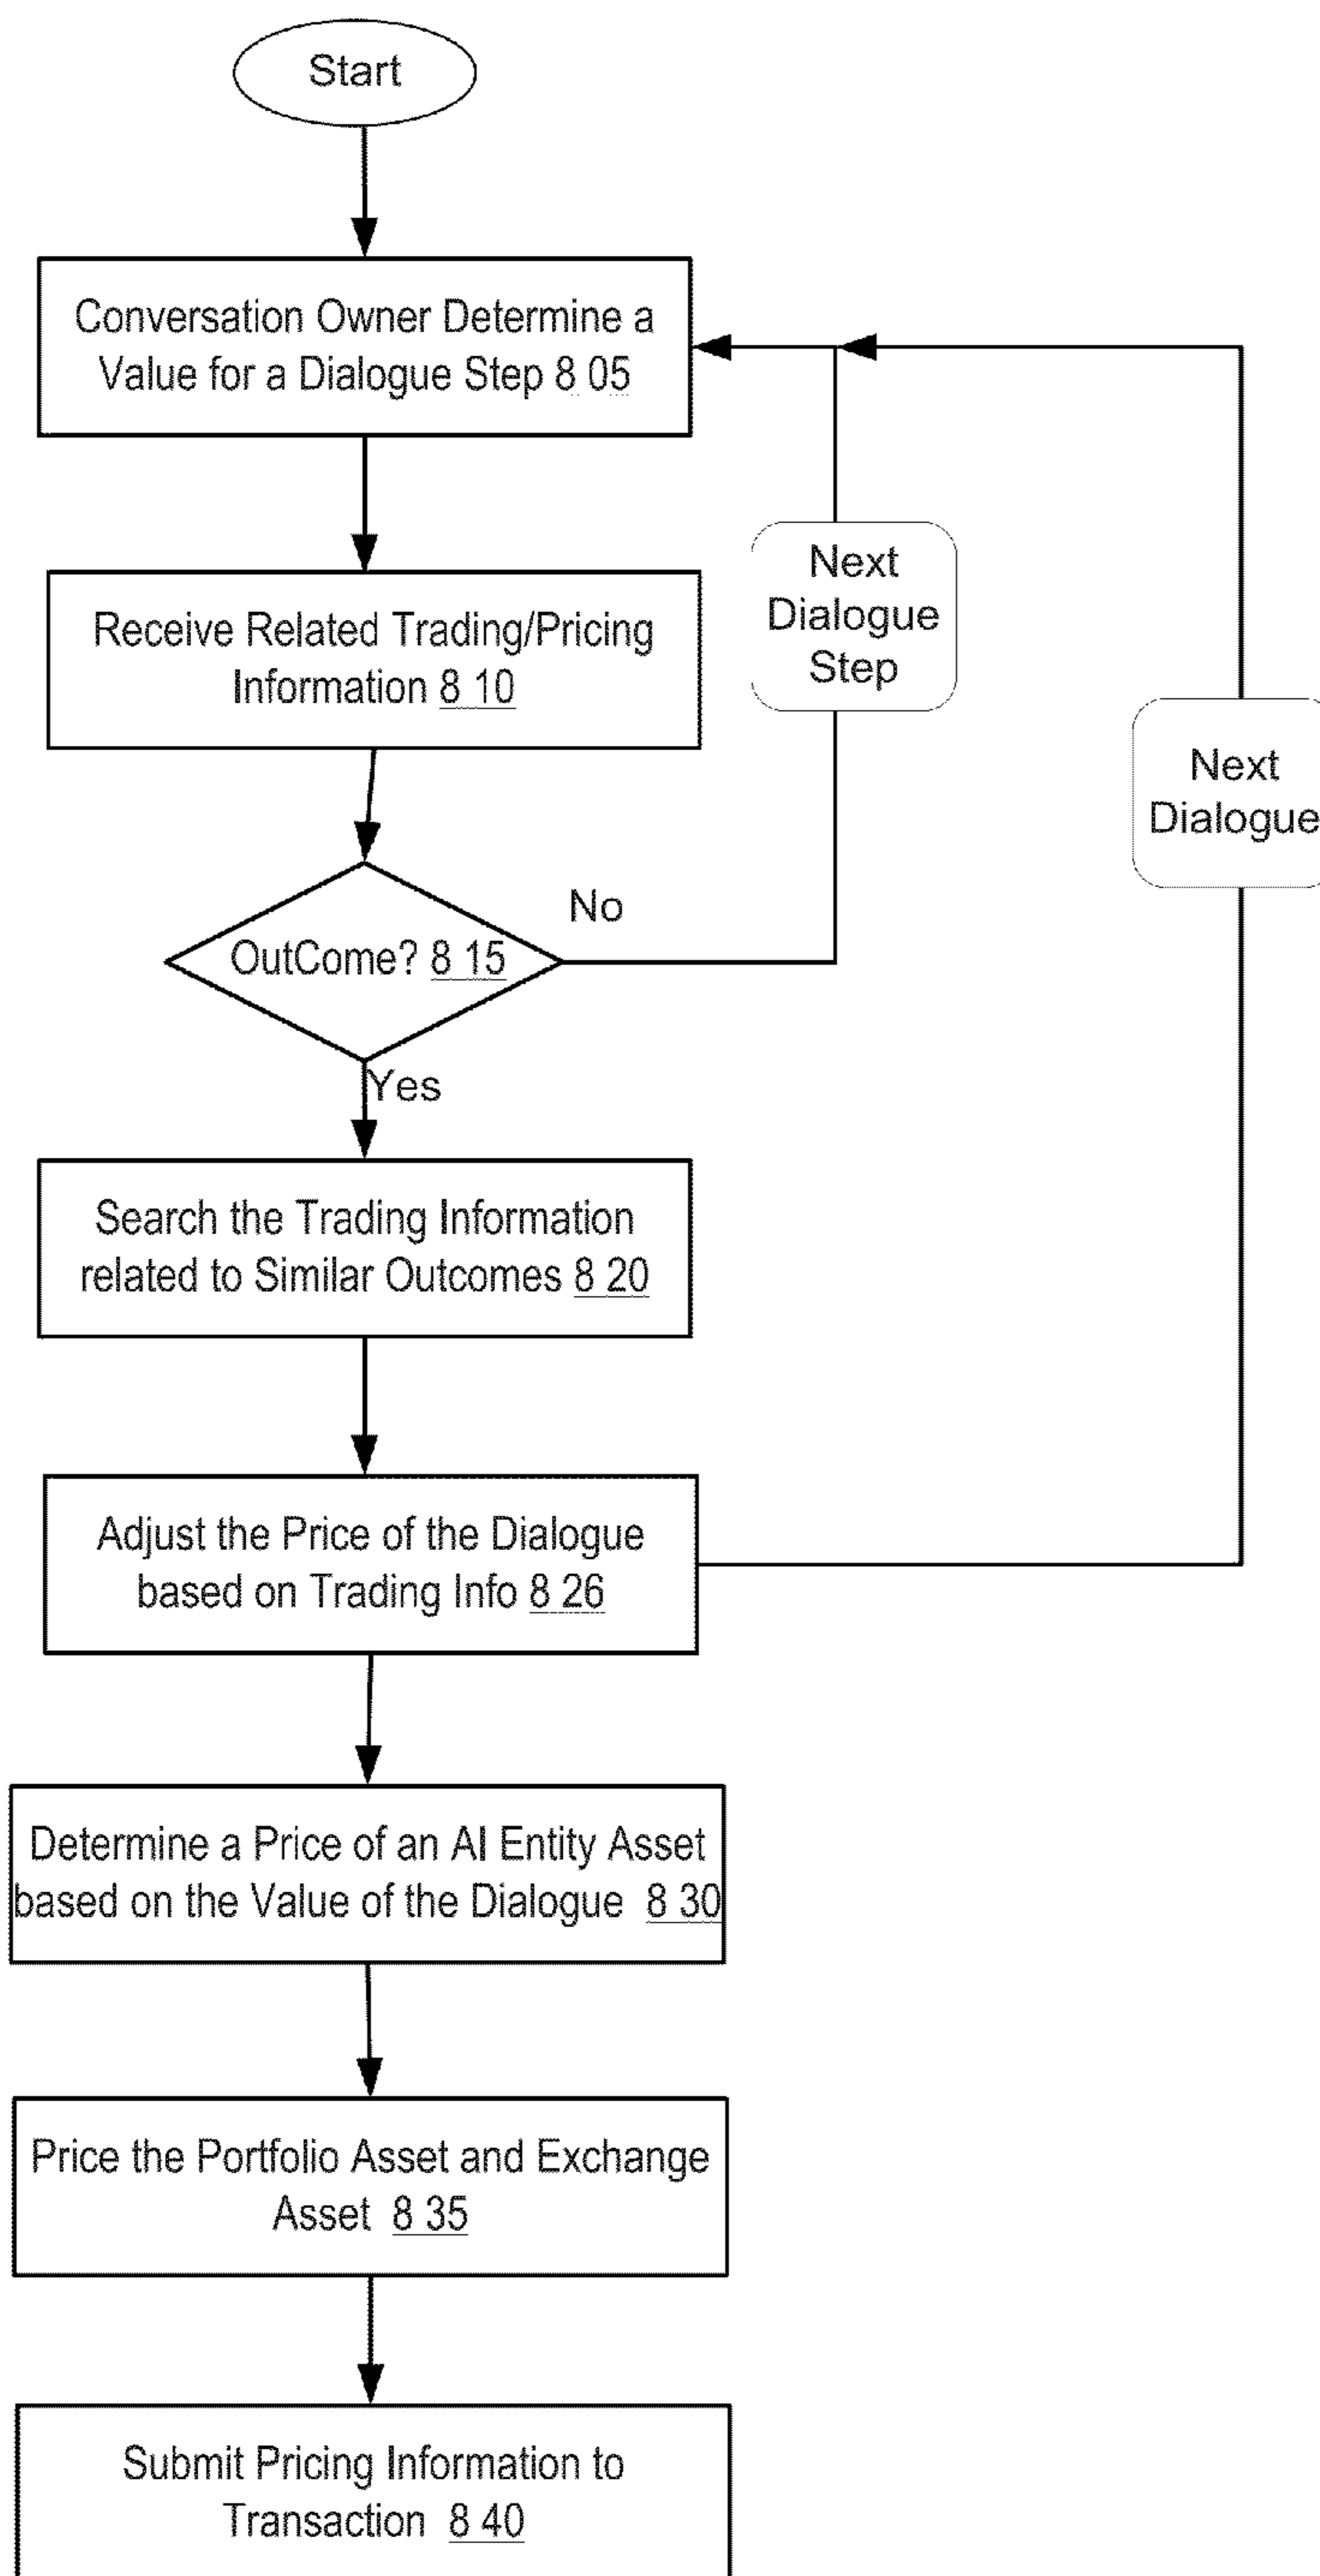 Start
Conversation Owner Determine a
Value for a Dialogue Step 8 05
Receive Related Trading/Pricing
Information 8 10
Next
Dialogue
Step
Next
Dialogue
No
OutCome? 8 15
Yes
Search the Trading Information
related to Similar Outcomes 8 20
Adjust the Price of the Dialogue
based on Trading Info 8 26
Determine a Price of an AI Entity Asset
based on the Value of the Dialogue 8 30
Price the Portfolio Asset and Exchange
Asset 8 35
Submit Pricing Information to
Transaction 8 40